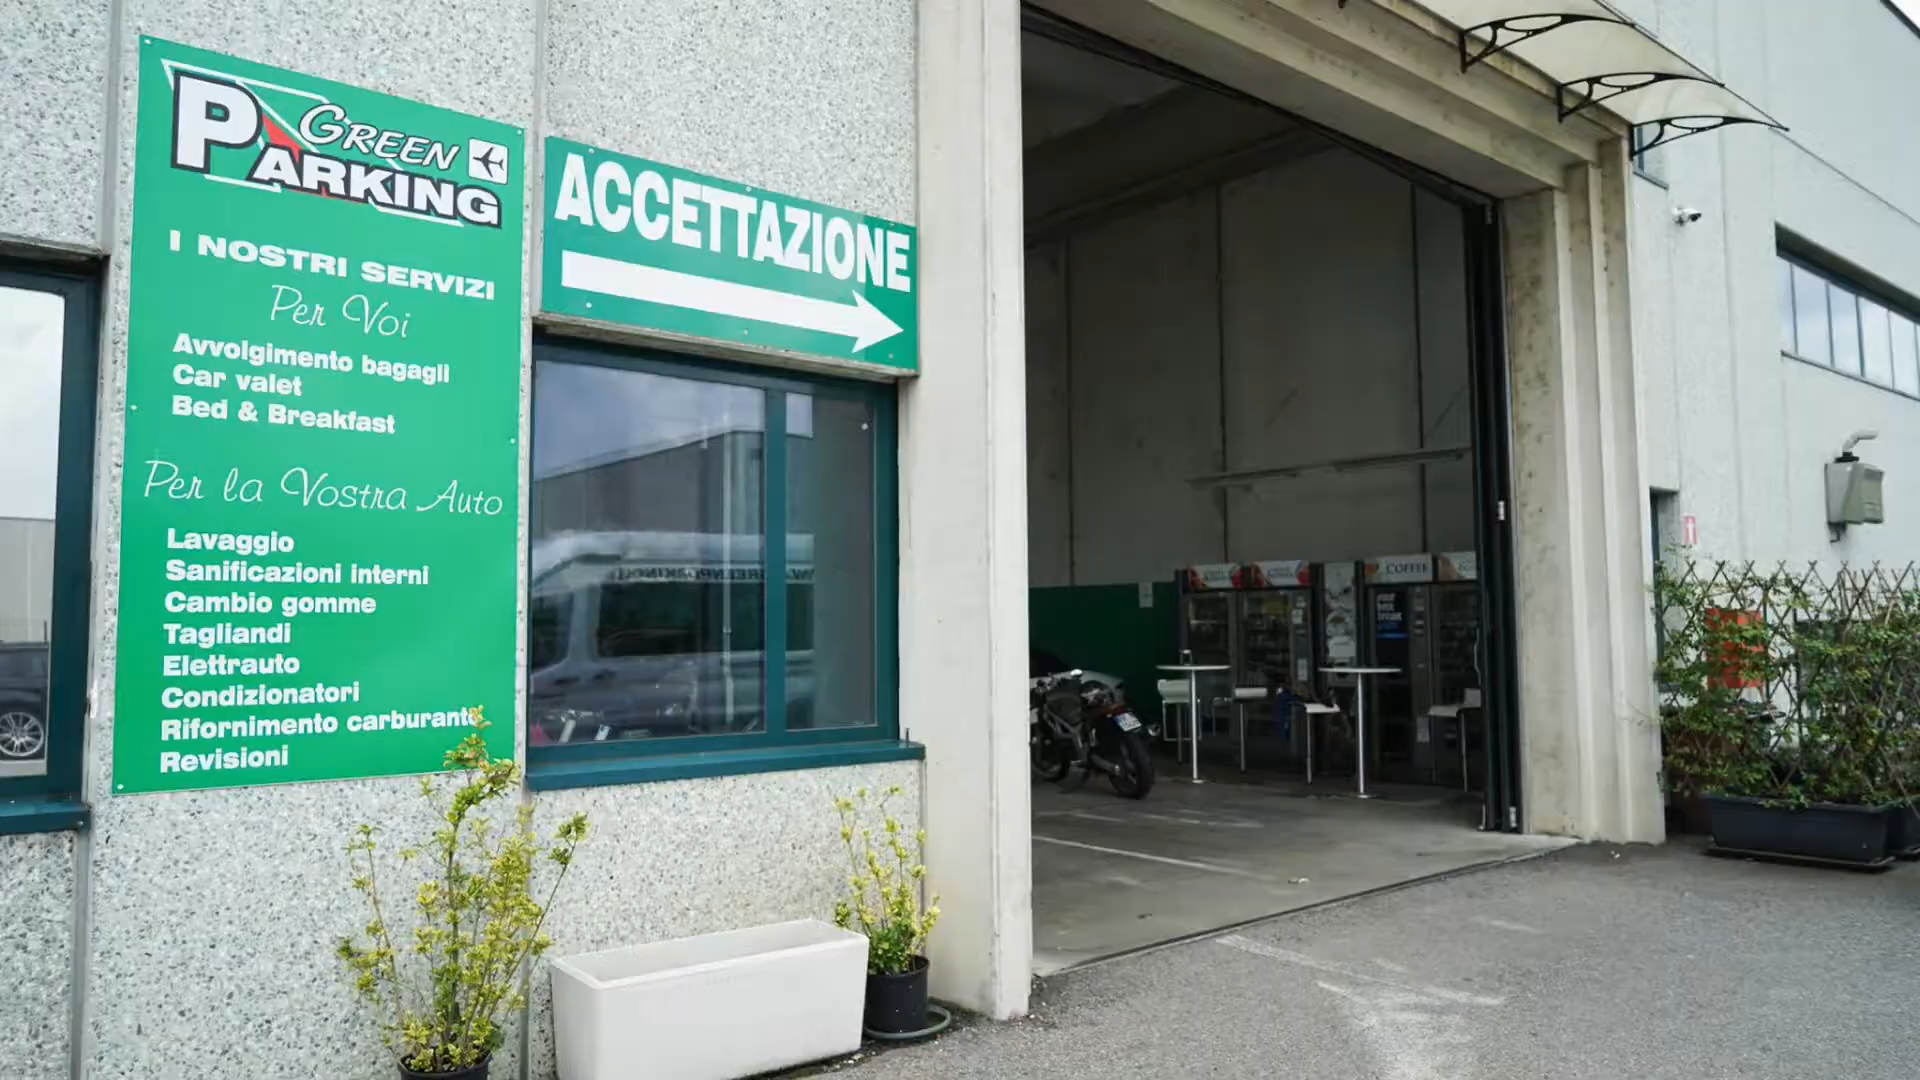 GREEN
PARKING
I NOSTRI SERVIZI
Per Voi
Avvolgimento bagagli
Car valet
Bed & Breakfast
Per la Vostra Auto
Lavaggio
Sanificazioni interni
Cambio gomme
Tagliandi
Elettrauto
Condizionatori
Rifornimento carburante
Revisioni
ACCETTAZIONE
COFFEE